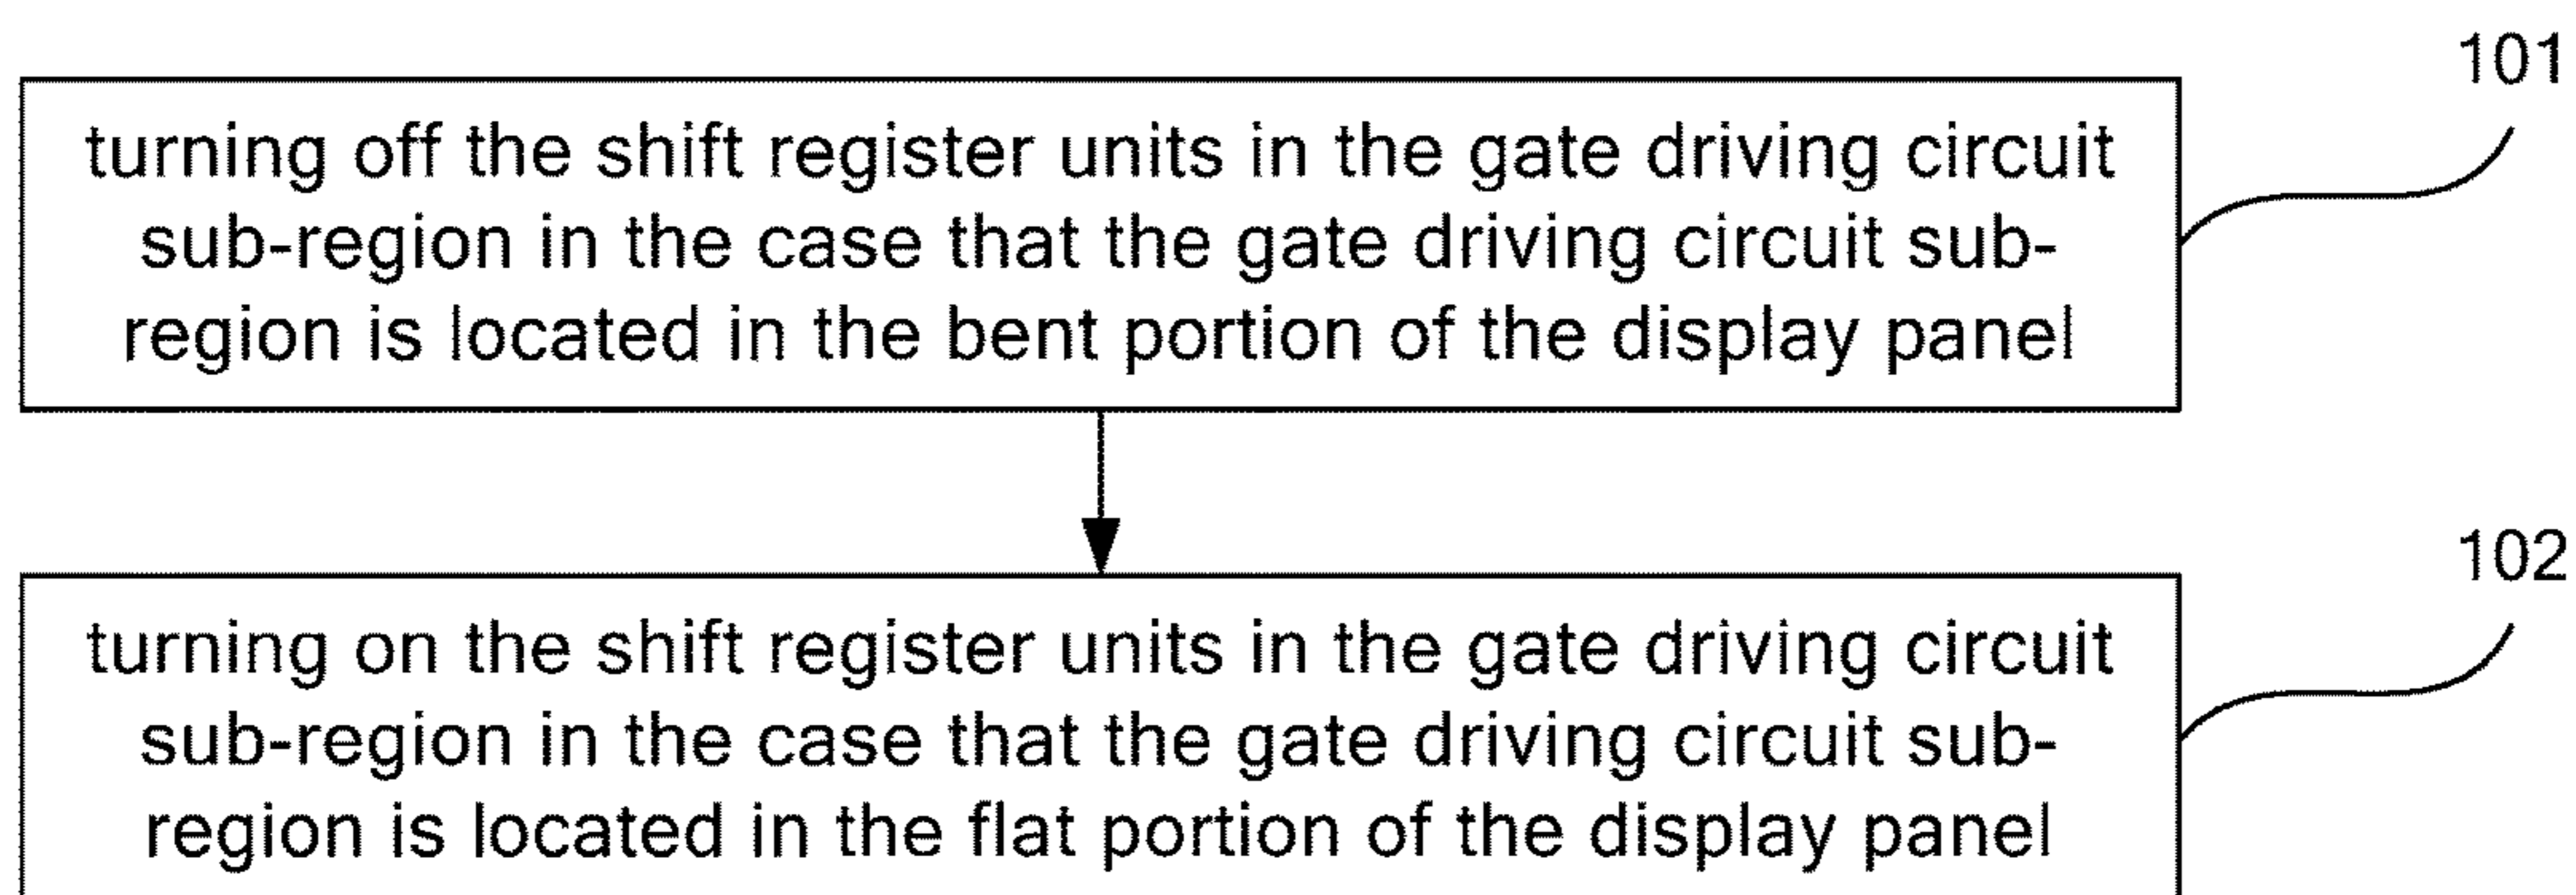 101
turning off the shift register units in the gate driving circuit
sub-region in the case that the gate driving circuit sub-
region is located in the bent portion of the display panel
102
turning on the shift register units in the gate driving circuit
sub-region in the case that the gate driving circuit sub-
region is located in the flat portion of the display panel